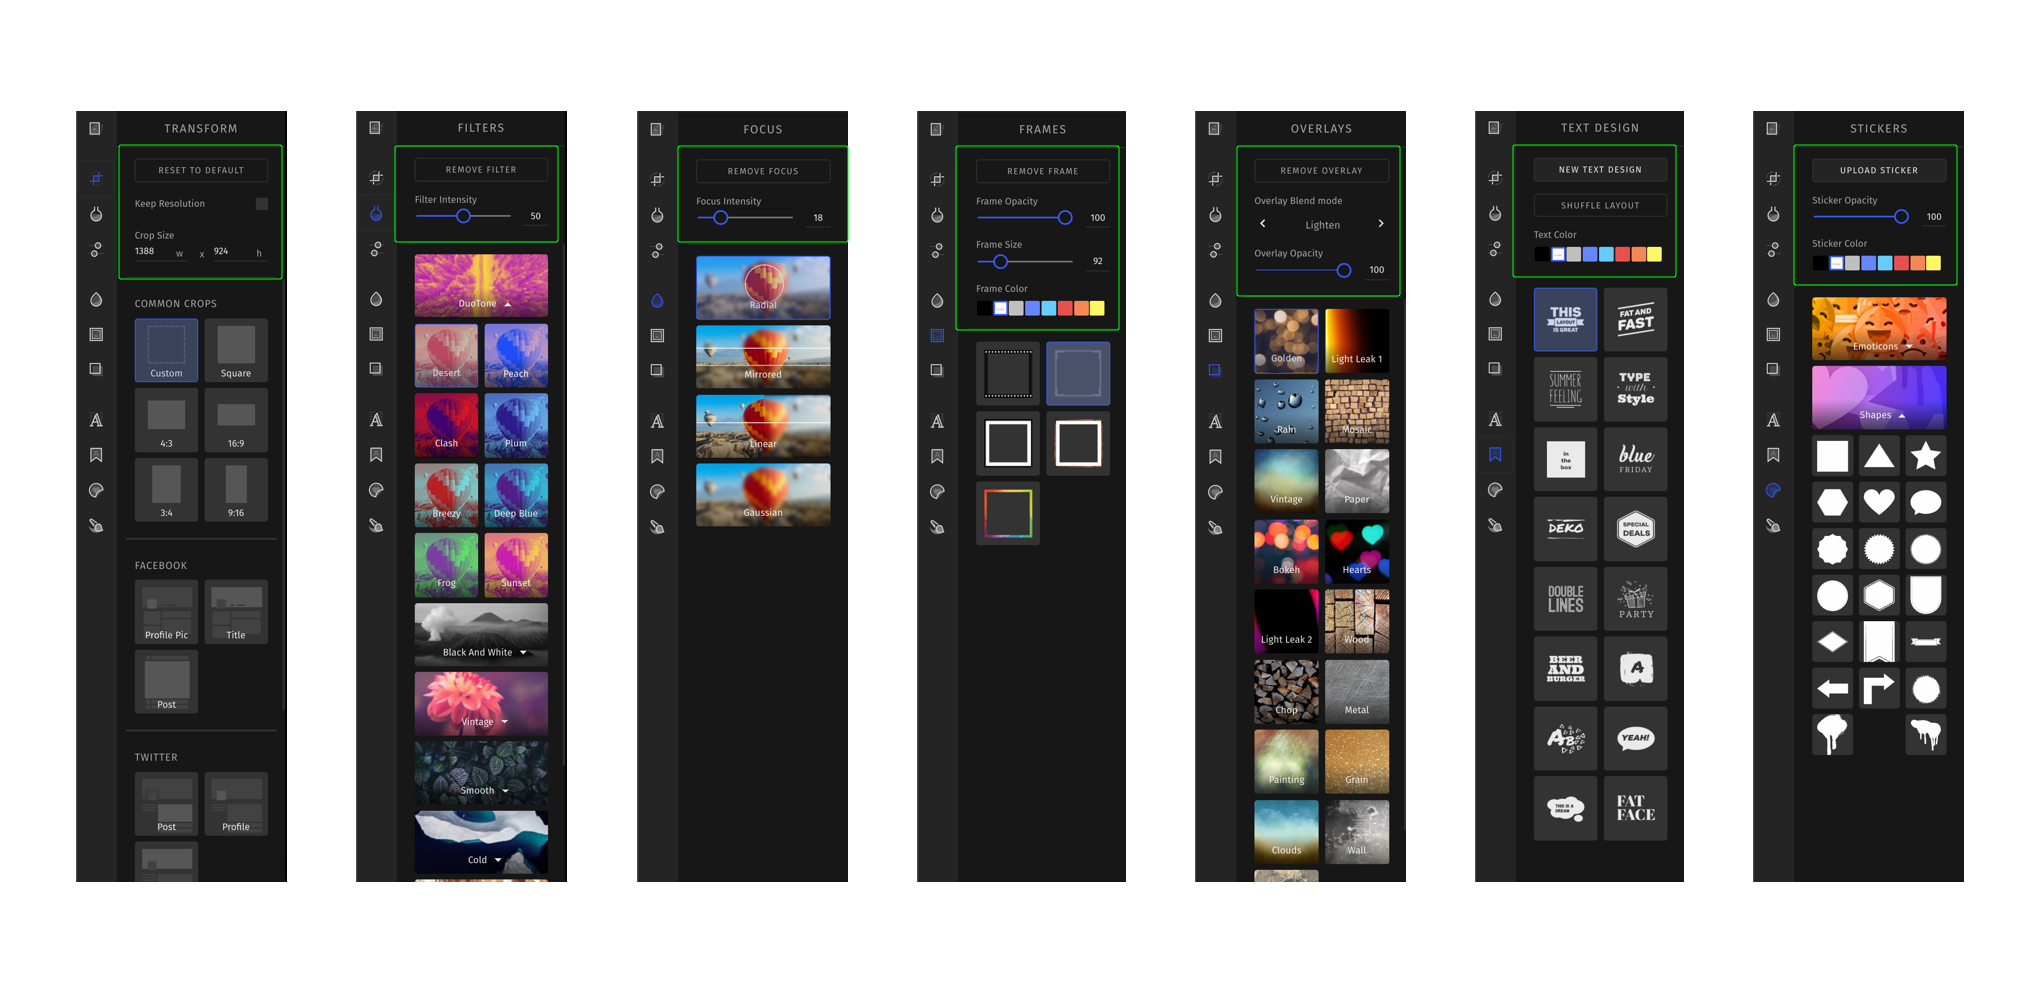 TRANSFORM
RESET TO DEFAULT
Keep Resolution
Crop Size
1388 w x 924 h
COMMON CROPS
Custom Square
4:3 16:9
3:4 9:16
FACEBOOK
Profile Pic Title
Post
TWITTER
Post Profile
FILTERS
REMOVE FILTER
Filter Intensity
50
DuoTone
Desert Peach
Clash Plum
Breezy Deep Blue
Frog Sunset
Black And White
Vintage
Smooth
Cold
FOCUS
REMOVE FOCUS
Focus Intensity
18
Radial
Mirrored
Linear
Gaussian
FRAMES
REMOVE FRAME
Frame Opacity
100
Frame Size
92
Frame Color
OVERLAYS
REMOVE OVERLAY
Overlay Blend mode
Lighten
Overlay Opacity
100
Golden Light Leak 1
Rain Mosaic
Vintage Paper
Bokeh Hearts
Light Leak 2 Wood
Chop Metal
Painting Grain
Clouds Wall
TEXT DESIGN
NEW TEXT DESIGN
SHUFFLE LAYOUT
Text Color
THIS
LAYOUT
IS GREAT
FAT AND
FAST
SUMMER
FEELING
TYPE
with
Style
in
the
box
blue
FRIDAY
DEKO
SPECIAL
DEALS
DOUBLE
LINES
PARTY
BEER
AND
BURGER
A
AB
YEAH!
THIS IS A
DREAM
FAT
FACE
STICKERS
UPLOAD STICKER
Sticker Opacity
100
Sticker Color
Emoticons
Shapes